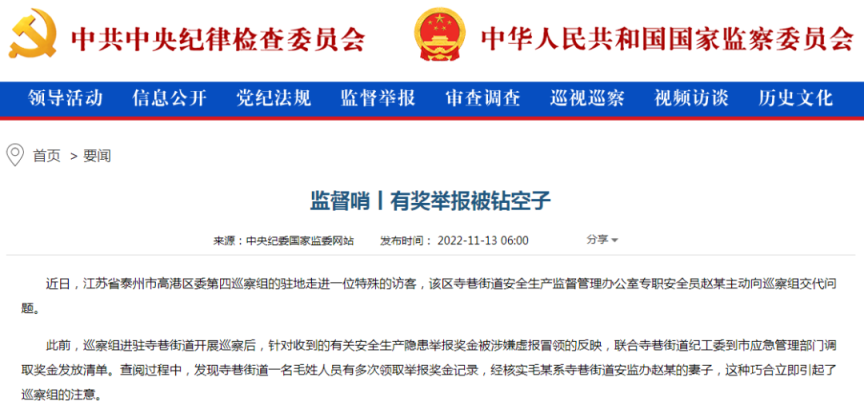 中共中央纪律检查委员会 中华人民共和国国家监察委员会
领导活动 信息公开 党纪法规 监督举报 审查调查 巡视巡察 视频访谈 历史文化
首页 > 要闻
监督哨丨有奖举报被钻空子
来源：中央纪委国家监委网站 发布时间： 2022-11-13 06:00 分享
近日，江苏省泰州市高港区委第四巡察组的驻地走进一位特殊的访客，该区寺巷街道安全生产监督管理办公室专职安全员赵某主动向巡察组交代问
题。
此前，巡察组进驻寺巷街道开展巡察后，针对收到的有关安全生产隐患举报奖金被涉嫌虚报冒领的反映，联合寺巷街道纪工委到市应急管理部门调
取奖金发放清单。查阅过程中，发现寺巷街道一名毛姓人员有多次领取举报奖金记录，经核实毛某系寺巷街道安监办赵某的妻子，这种巧合立即引起了
巡察组的注意。